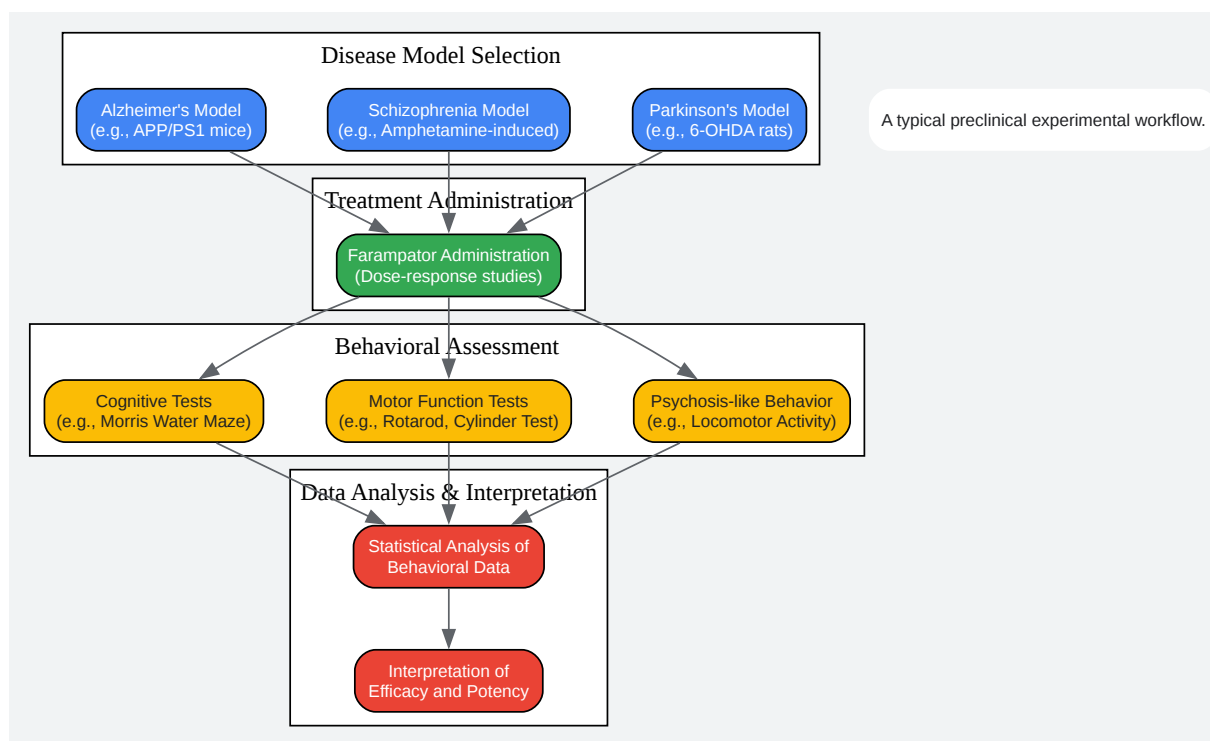 Disease Model Selection
Alzheimer's Model
(e.g., APP/PS1 mice)
Schizophrenia Model
(e.g., Amphetamine-induced)
Parkinson's Model
(e.g., 6-OHDA rats)
A typical preclinical experimental workflow.
Treatment Administration
Farampator Administration
(Dose-response studies)
Behavioral Assessment
Cognitive Tests
(e.g., Morris Water Maze)
Motor Function Tests
(e.g., Rotarod, Cylinder Test)
Psychosis-like Behavior
(e.g., Locomotor Activity)
Data Analysis & Interpretation
Statistical Analysis of
Behavioral Data
Interpretation of
Efficacy and Potency